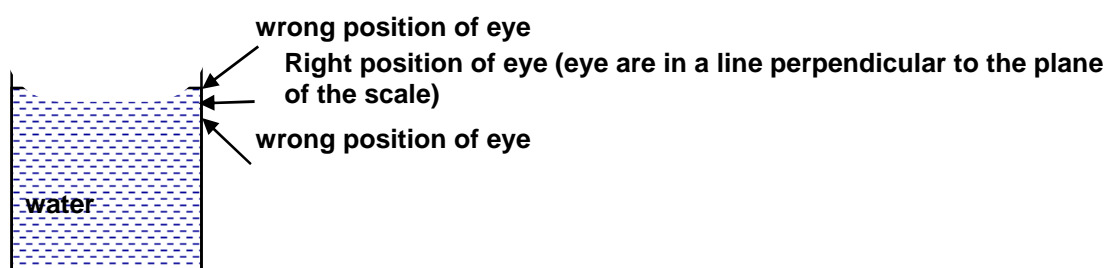 wrong position of eye
Right position of eye (eye are in a line perpendicular to the plane
of the scale)
wrong position of eye
water